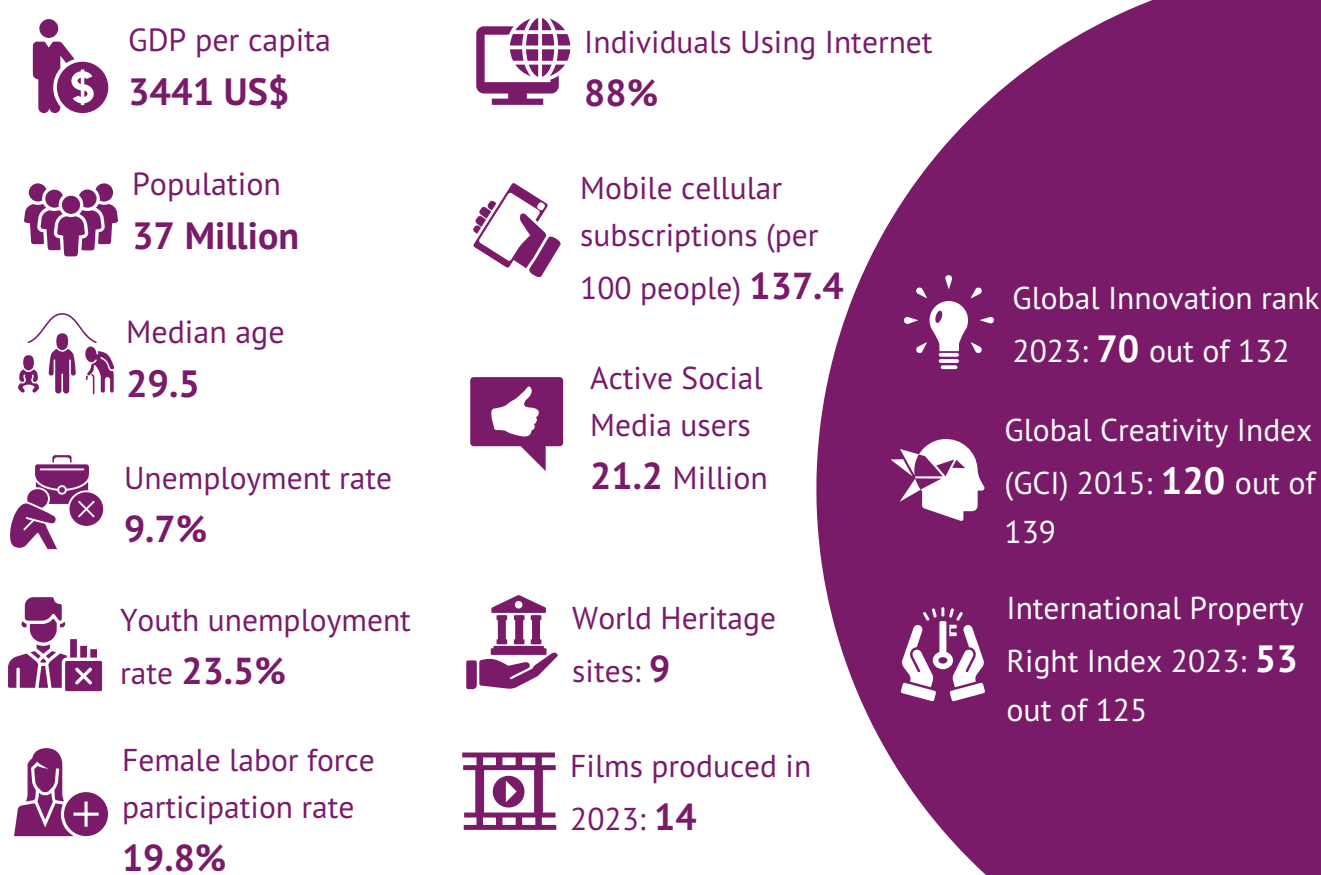 GDP per capita
3441 US$
Population
37 Million
Median age
29.5
Unemployment rate
9.7%
Youth unemployment
rate 23.5%
Female labor force
participation rate
19.8%
Individuals Using Internet
88%
Mobile cellular
subscriptions (per
100 people) 137.4
Active Social
Media users
21.2 Million
World Heritage
sites: 9
Films produced in
2023: 14
Global Innovation rank
2023: 70 out of 132
Global Creativity Index
(GCI) 2015: 120 out of
139
International Property
Right Index 2023: 53
out of 125